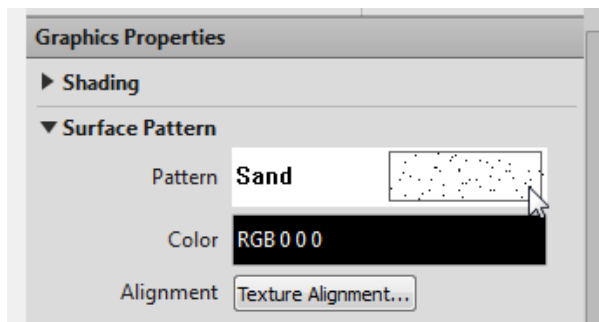 Graphics Properties
Shading
Surface Pattern
Pattern Sand
Color RGB 0 0 0
Alignment Texture Alignment...